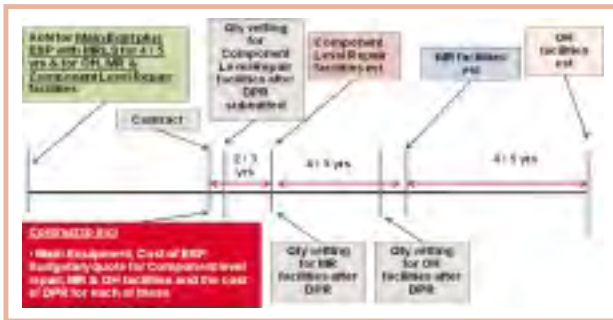 AoN for Main Eqpt plus
ESP with MRLS for 4 / 5
yrs & for OH, MR &
Component Level Repair
facilities
Qty vetting
for
Component
Level Repair
facilities after
DPR
submitted
Component
Level Repair
facilities est
MR facilities
est
OH
facilities
est
Contract
2 / 3
yrs
4 / 5 yrs
4 / 5 yrs
Contract to incl
• Main Equipment, Cost of ESP
Budgetary quote for Component level
repair, MR & OH facilities and the cost
of DPR for each of these
Qty vetting
for MR
facilities after
DPR
Qty vetting
for OH
facilities after
DPR